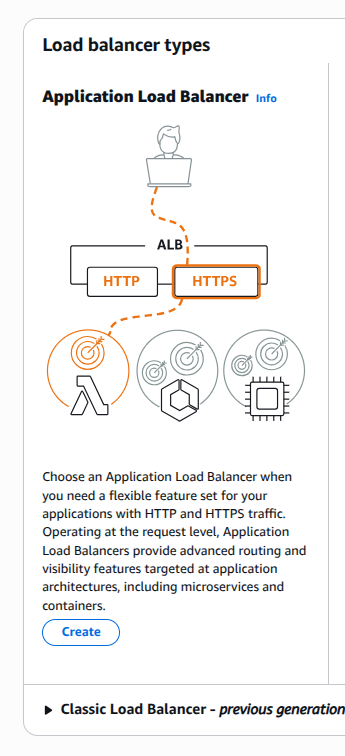 Load balancer types
Application Load Balancer Info
ALB
HTTP HTTPS
Choose an Application Load Balancer when
you need a flexible feature set for your
applications with HTTP and HTTPS traffic.
Operating at the request level, Application
Load Balancers provide advanced routing and
visibility features targeted at application
architectures, including microservices and
containers.
Create
Classic Load Balancer - previous generation